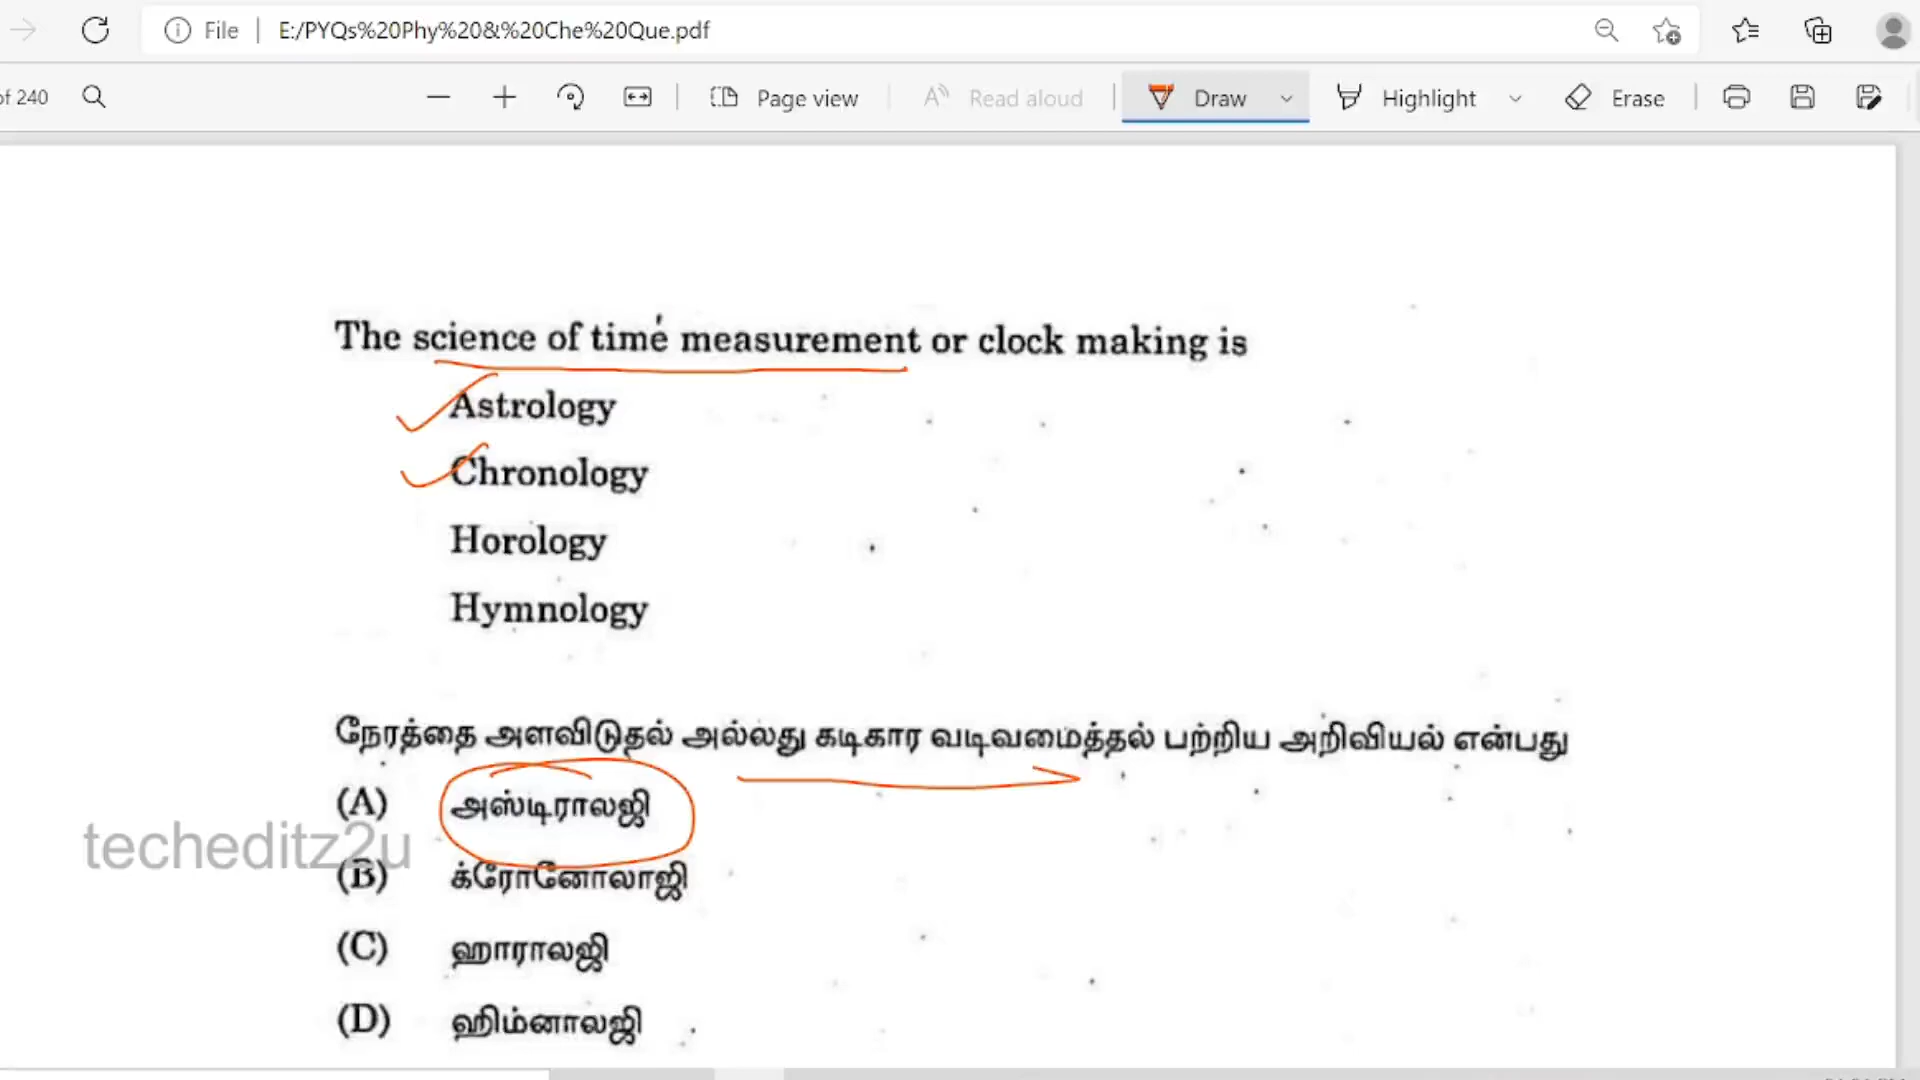 File E:/PYQs%20Phy%20&%20Che%20Que.pdf
of 240 Page view Read aloud Draw Highlight Erase
The science of time measurement or clock making is
Astrology
Chronology
Horology
Hymnology
நேரத்தை அளவிடுதல் அல்லது கடிகார வடிவமைத்தல் பற்றிய அறிவியல் என்பது
(A) அஸ்டிராலஜி
techeditz2u
(B) க்ரோனோலாஜி
(C) ஹாராலஜி
(D) ஹிம்னாலஜி